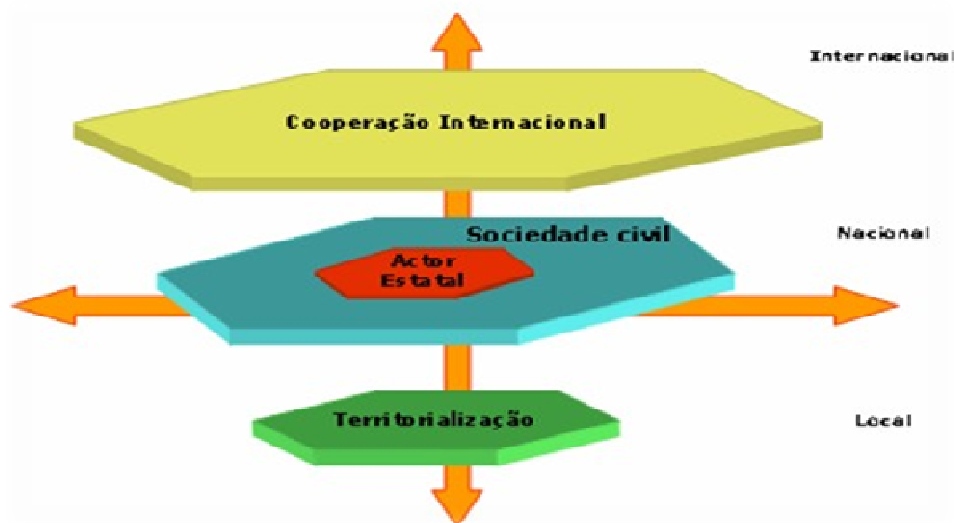 Internacional
Cooperação Internacional
Sociedade civil
Nacional
Actor
Estatal
Territorialização
Local